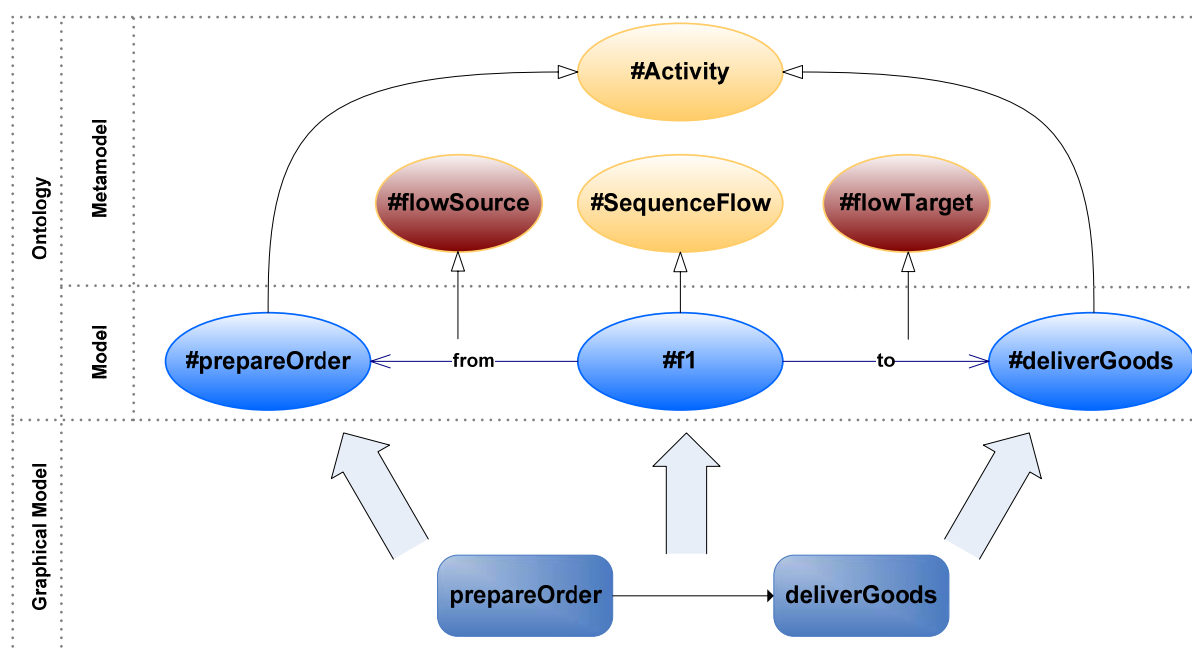 Ontology
Metamodel
#Activity
#flowSource
#SequenceFlow
#flowTarget
Model
#prepareOrder
from
#f1
to
#deliverGoods
Graphical Model
prepareOrder
deliverGoods